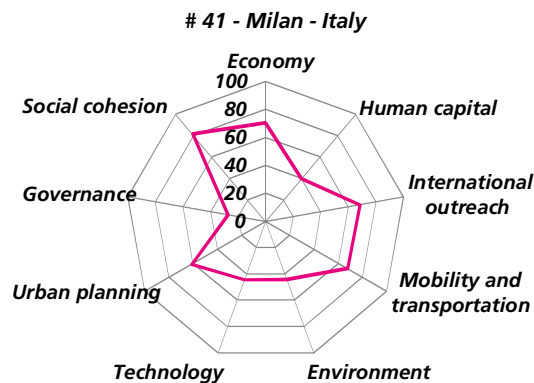 # 41 - Milan - Italy
Economy
100
80
60
40
20
0
Human capital
International
outreach
Mobility and
transportation
Environment
Technology
Urban planning
Governance
Social cohesion